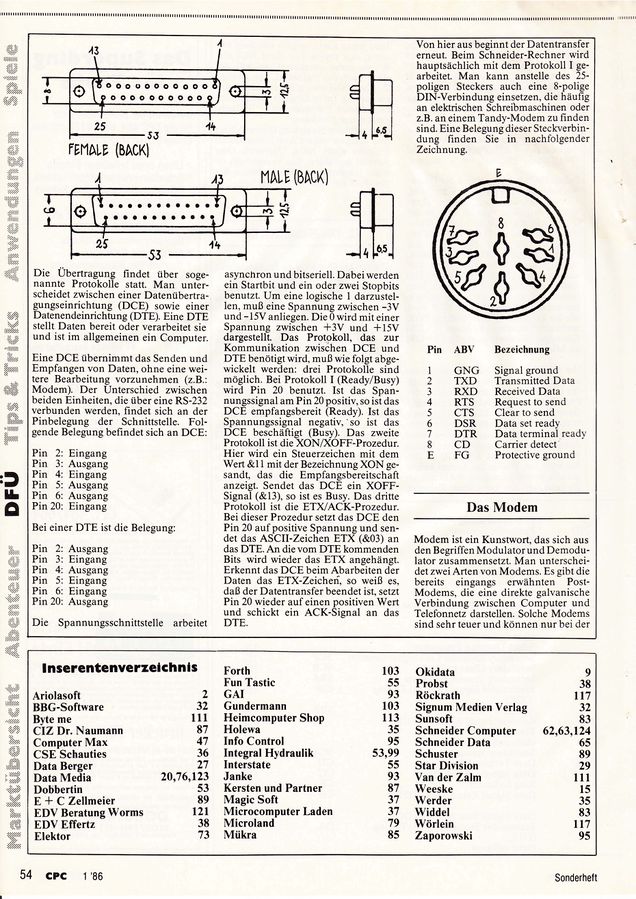 13
1
8
3
12,5
25
14
53
4
6,5
FEMALE (BACK)
MALE (BACK)
1
13
6
3
12,5
25
14
53
4
6,5
Die Übertragung findet über soge-
nannte Protokolle statt. Man unter-
scheidet zwischen einer Datenübertra-
gungseinrichtung (DCE) sowie einer
Datenendeinrichtung (DTE). Eine DTE
stellt Daten bereit oder verarbeitet sie
und ist im allgemeinen ein Computer.
Eine DCE übernimmt das Senden und
Empfangen von Daten, ohne eine wei-
tere Bearbeitung vorzunehmen (z.B.:
Modem). Der Unterschied zwischen
beiden Einheiten, die über eine RS-232
verbunden werden, findet sich an der
Pinbelegung der Schnittstelle. Fol-
gende Belegung befindet sich an DCE:
Pin 2: Eingang
Pin 3: Ausgang
Pin 4: Eingang
Pin 5: Ausgang
Pin 6: Ausgang
Pin 20: Eingang
Bei einer DTE ist die Belegung:
Pin 2: Ausgang
Pin 3: Eingang
Pin 4: Ausgang
Pin 5: Eingang
Pin 6: Eingang
Pin 20: Ausgang
Die Spannungsschnittstelle arbeitet
asynchron und bitseriell. Dabei werden
ein Startbit und ein oder zwei Stopbits
benutzt. Um eine logische 1 darzustel-
len, muß eine Spannung zwischen -3V
und -15V anliegen. Die 0 wird mit einer
Spannung zwischen +3V und +15V
dargestellt. Das Protokoll, das zur
Kommunikation zwischen DCE und
DTE benötigt wird, muß wie folgt abge-
wickelt werden: drei Protokolle sind
möglich. Bei Protokoll I (Ready/Busy)
wird Pin 20 benutzt. Ist das Span-
nungssignal am Pin 20 positiv, so ist das
DCE empfangsbereit (Ready). Ist das
Spannungssignal negativ, so ist das
DCE beschäftigt (Busy). Das zweite
Protokoll ist die XON/XOFF-Prozedur.
Hier wird ein Steuerzeichen mit dem
Wert &11 mit der Bezeichnung XON ge-
sandt, das die Empfangsbereitschaft
anzeigt. Sendet das DCE ein XOFF-
Signal (&13), so ist es Busy. Das dritte
Protokoll ist die ETX/ACK-Prozedur.
Bei dieser Prozedur setzt das DCE den
Pin 20 auf positive Spannung und sen-
det das ASCII-Zeichen ETX (&03) an
das DTE. An die vom DTE kommenden
Bits wird wieder das ETX angehängt.
Erkennt das DCE beim Abarbeiten der
Daten das ETX-Zeichen, so weiß es,
daß der Datentransfer beendet ist, setzt
Pin 20 wieder auf einen positiven Wert
und schickt ein ACK-Signal an das
DTE.
Von hier aus beginnt der Datentransfer
erneut. Beim Schneider-Rechner wird
hauptsächlich mit dem Protokoll I ge-
arbeitet. Man kann anstelle des 25-
poligen Steckers auch eine 8-polige
DIN-Verbindung einsetzen, die häufig
an elektrischen Schreibmaschinen oder
z.B. an einem Tandy-Modem zu finden
sind. Eine Belegung dieser Steckverbin-
dung finden Sie in nachfolgender
Zeichnung.
E
7
8
6
3
1
5
4
2
Pin ABV Bezeichnung
1 GNG Signal ground
2 TXD Transmitted Data
3 RXD Received Data
4 RTS Request to send
5 CTS Clear to send
6 DSR Data set ready
7 DTR Data terminal ready
8 CD Carrier detect
E FG Protective ground
Das Modem
Modem ist ein Kunstwort, das sich aus
den Begriffen Modulator und Demodu-
lator zusammensetzt. Man unterschei-
det zwei Arten von Modems. Es gibt die
bereits eingangs erwähnten Post-
Modems, die eine direkte galvanische
Verbindung zwischen Computer und
Telefonnetz darstellen. Solche Modems
sind sehr teuer und können nur bei der
Inserentenverzeichnis
Ariolasoft 2
BBG-Software 32
Byte me 111
CIZ Dr. Naumann 87
Computer Max 47
CSE Schauties 36
Data Berger 27
Data Media 20,76,123
Dobbertin 53
E + C Zellmeier 89
EDV Beratung Worms 121
EDV Effertz 38
Elektor 73
Forth 103
Fun Tastic 55
GAI 93
Gundermann 103
Heimcomputer Shop 113
Holewa 35
Info Control 95
Integral Hydraulik 53,99
Interstate 55
Janke 93
Kersten und Partner 87
Magic Soft 37
Microcomputer Laden 37
Microland 79
Mükra 85
Okidata 9
Probst 38
Röckrath 117
Signum Medien Verlag 32
Sunsoft 83
Schneider Computer 62,63,124
Schneider Data 65
Schuster 89
Star Division 29
Van der Zalm 111
Weeske 15
Werder 35
Widdel 83
Wörlein 117
Zaporowski 95
Marktübersicht Abenteuer DFÜ Tips & Tricks Anwendungen Spiele
54 CPC 1 '86
Sonderheft